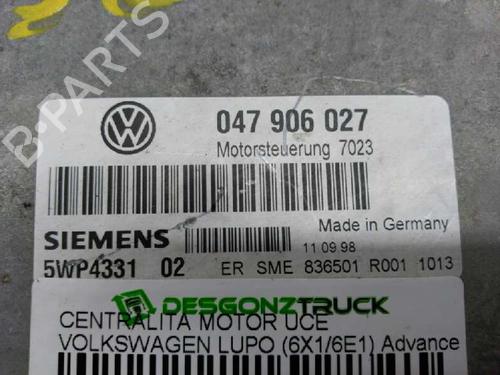 B-PARTS
VW
047 906 027
Motorsteuerung 7023
Made in Germany
SIEMENS
11 09 98
5WP4331 02 ER SME 836501 R001 1013
DESGONZTRUCK
CENTRALITA MOTOR UCE
VOLKSWAGEN LUPO (6X1/6E1) Advance